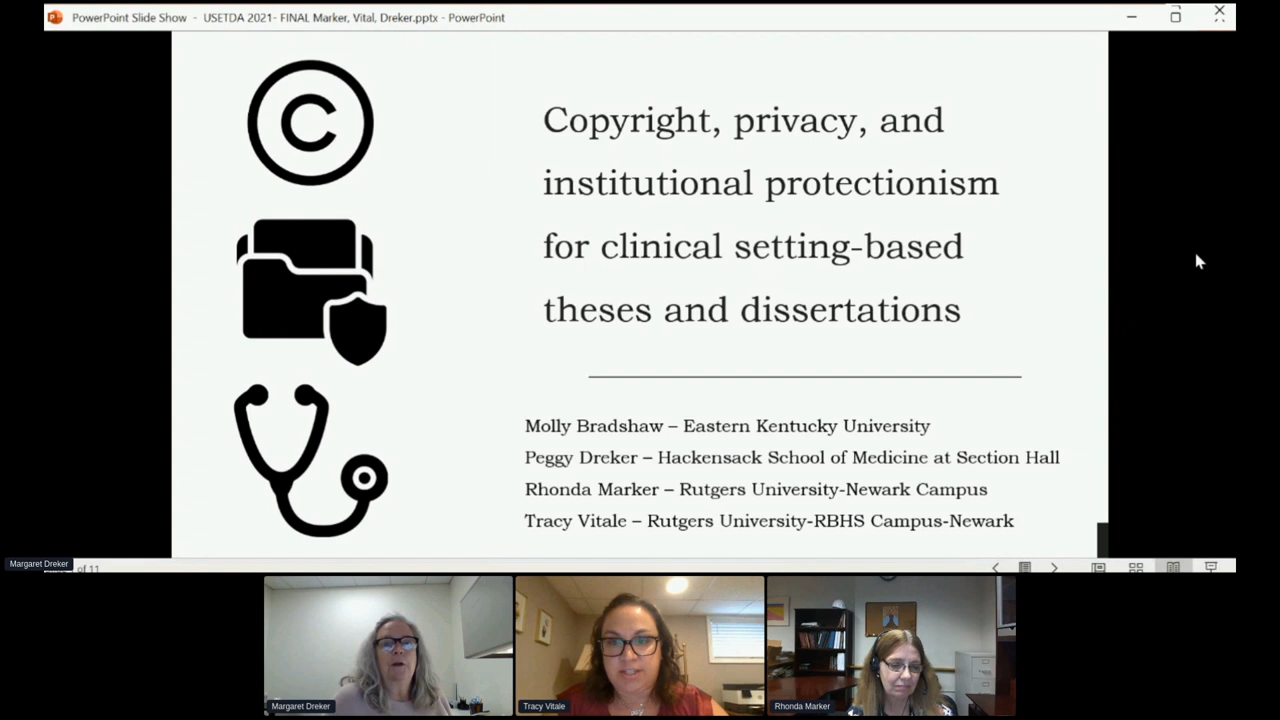 PowerPoint Slide Show - USETDA 2021- FINAL Marker, Vital, Dreker.pptx - PowerPoint
C
Copyright, privacy, and
institutional protectionism
for clinical setting-based
theses and dissertations
Molly Bradshaw – Eastern Kentucky University
Peggy Dreker – Hackensack School of Medicine at Section Hall
Rhonda Marker – Rutgers University-Newark Campus
Tracy Vitale – Rutgers University-RBHS Campus-Newark
Margaret Dreker
of 11
Margaret Dreker
Tracy Vitale
Rhonda Marker